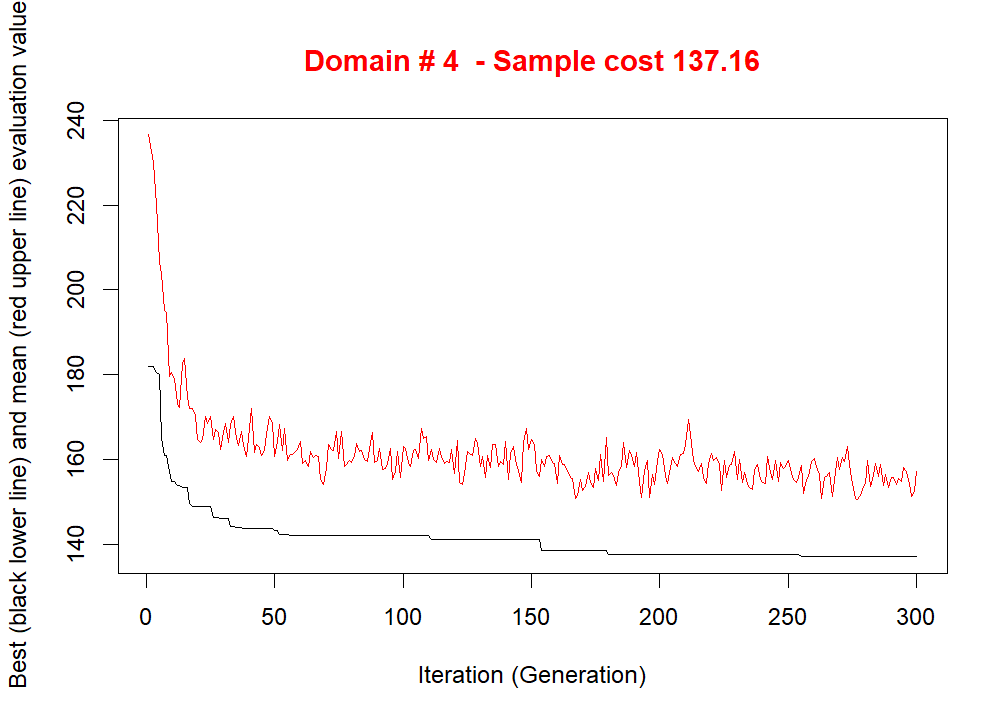 Domain # 4  - Sample cost 137.16
Best (black lower line) and mean (red upper line) evaluation value
240
220
200
180
160
140
0 50 100 150 200 250 300
Iteration (Generation)